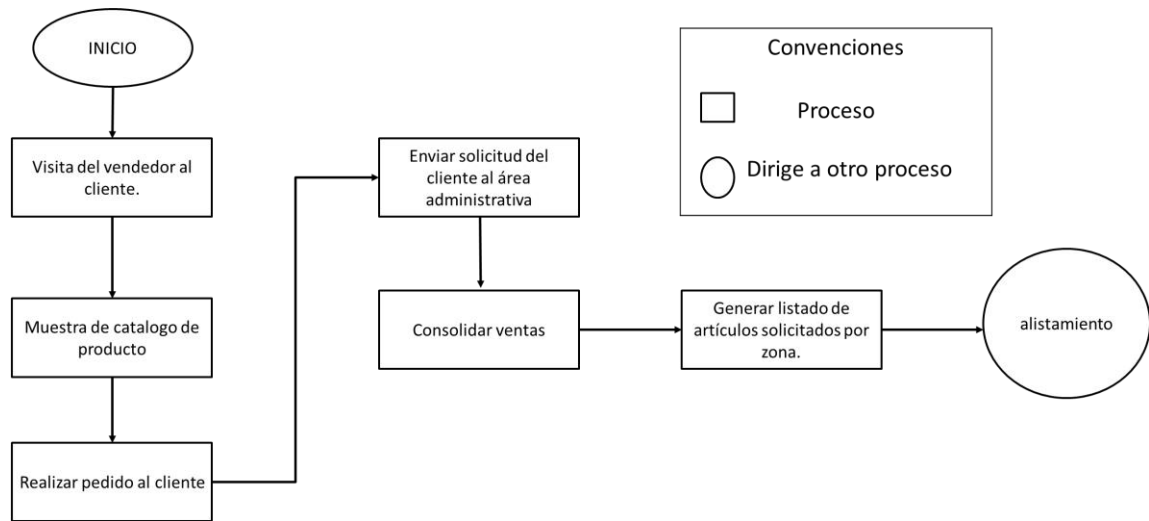 INICIO
Visita del vendedor al
cliente.
Muestra de catalogo de
producto
Realizar pedido al cliente
Enviar solicitud del
cliente al área
administrativa
Consolidar ventas
Generar listado de
artículos solicitados por
zona.
alistamiento
Convenciones
Proceso
Dirige a otro proceso